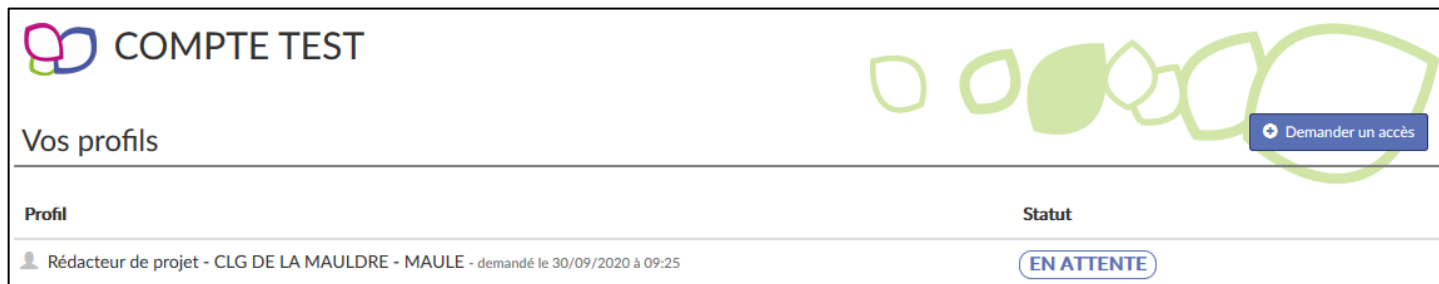 COMPTE TEST
Vos profils
Demander un accès
Profil Statut
Rédacteur de projet - CLG DE LA MAULDRE - MAULE - demandé le 30/09/2020 à 09:25 EN ATTENTE